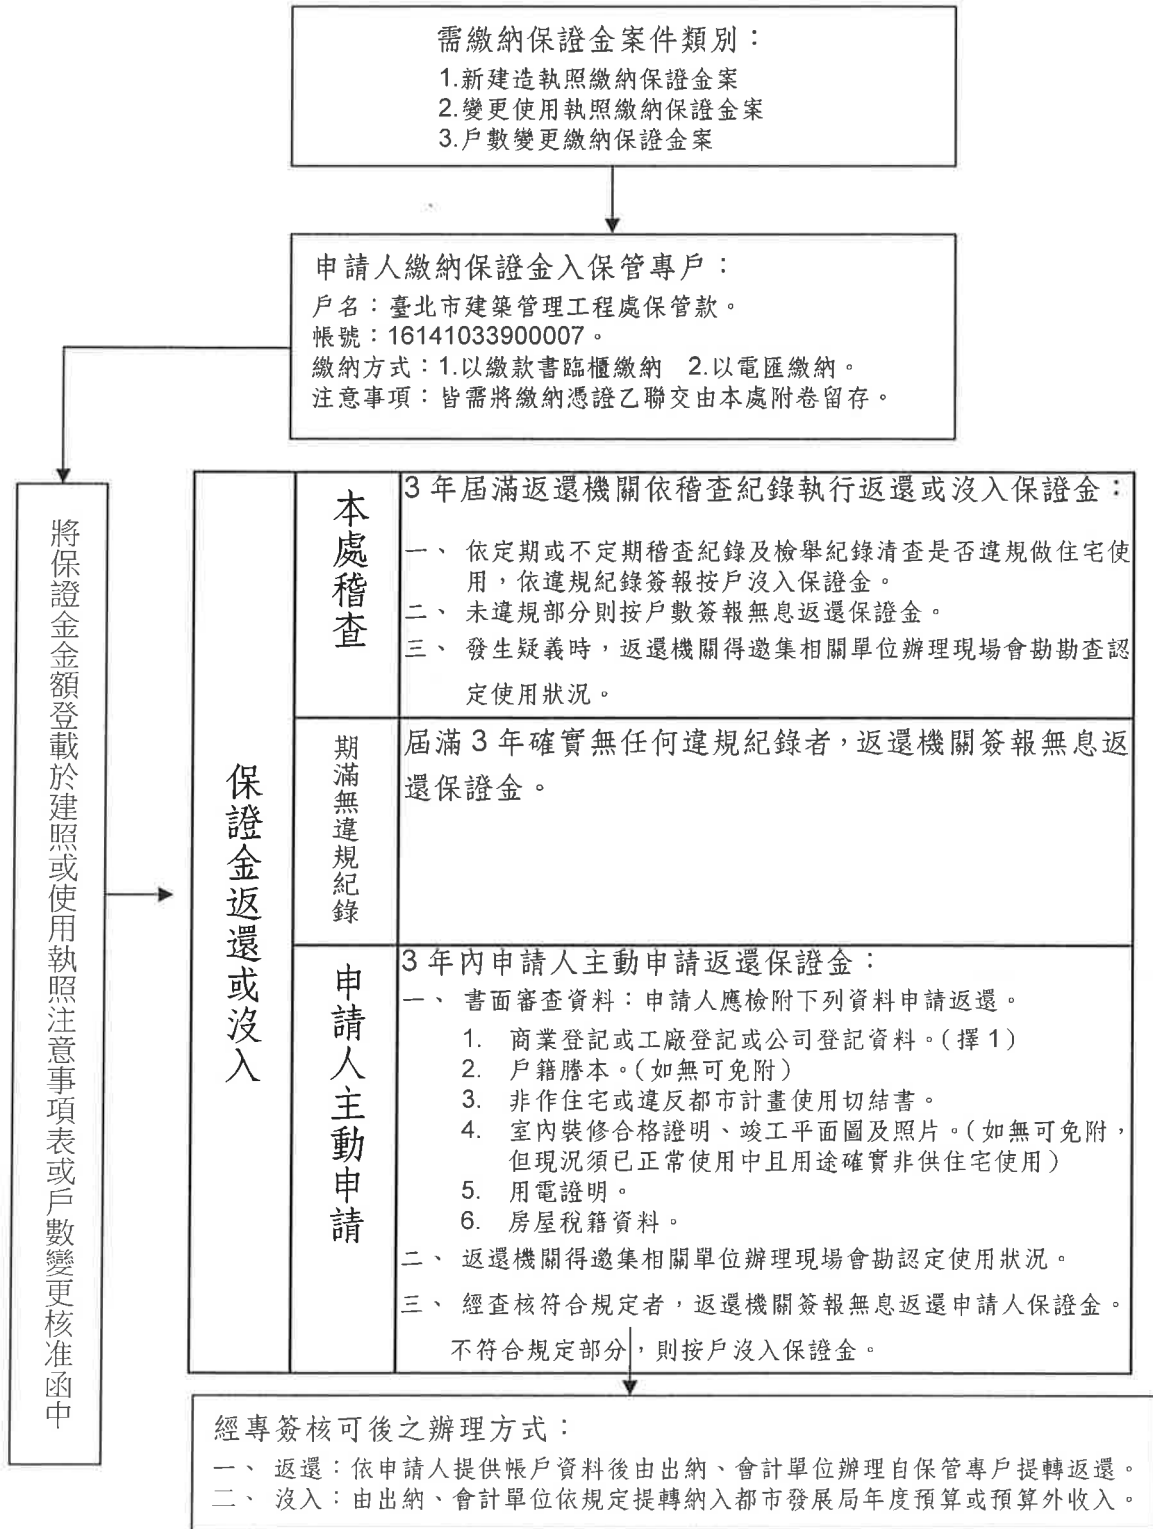 需繳納保證金案件類別：
1.新建造執照繳納保證金案
2.變更使用執照繳納保證金案
3.戶數變更繳納保證金案
申請人繳納保證金入保管專戶：
戶名：臺北市建築管理工程處保管款。
帳號：16141033900007。
繳納方式：1.以繳款書臨櫃繳納 2.以電匯繳納。
注意事項：皆需將繳納憑證乙聯交由本處附卷留存。
將保證金金額登載於建照或使用執照注意事項表或戶數變更核准函中
保證金返還或沒入
本處稽查
3 年屆滿返還機關依稽查紀錄執行返還或沒入保證金：
一、 依定期或不定期稽查紀錄及檢舉紀錄清查是否違規做住宅使
用，依違規紀錄簽報按戶沒入保證金。
二、 未違規部分則按戶數簽報無息返還保證金。
三、 發生疑義時，返還機關得邀集相關單位辦理現場會勘勘查認
定使用狀況。
期滿無違規紀錄
屆滿 3 年確實無任何違規紀錄者，返還機關簽報無息返
還保證金。
申請人主動申請
3 年內申請人主動申請返還保證金：
一、 書面審查資料：申請人應檢附下列資料申請返還。
1. 商業登記或工廠登記或公司登記資料。(擇 1)
2. 戶籍謄本。(如無可免附)
3. 非作住宅或違反都市計畫使用切結書。
4. 室內裝修合格證明、竣工平面圖及照片。(如無可免附，
但現況須已正常使用中且用途確實非供住宅使用)
5. 用電證明。
6. 房屋稅籍資料。
二、 返還機關得邀集相關單位辦理現場會勘認定使用狀況。
三、 經查核符合規定者，返還機關簽報無息返還申請人保證金。
不符合規定部分，則按戶沒入保證金。
經專簽核可後之辦理方式：
一、 返還：依申請人提供帳戶資料後由出納、會計單位辦理自保管專戶提轉返還。
二、 沒入：由出納、會計單位依規定提轉納入都市發展局年度預算或預算外收入。